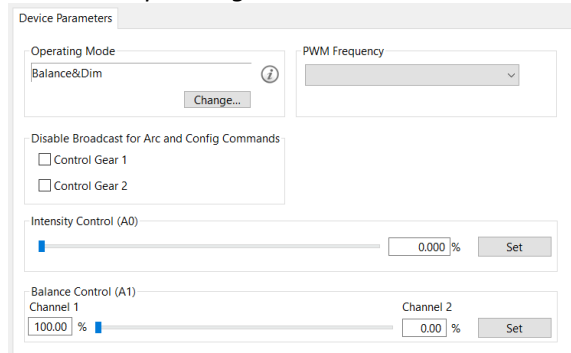 Device Parameters
Operating Mode
PWM Frequency
Balance&Dim
i
Change...
Disable Broadcast for Arc and Config Commands
Control Gear 1
Control Gear 2
Intensity Control (A0)
0.000 %
Set
Balance Control (A1)
Channel 1
Channel 2
100.00 %
0.00 %
Set